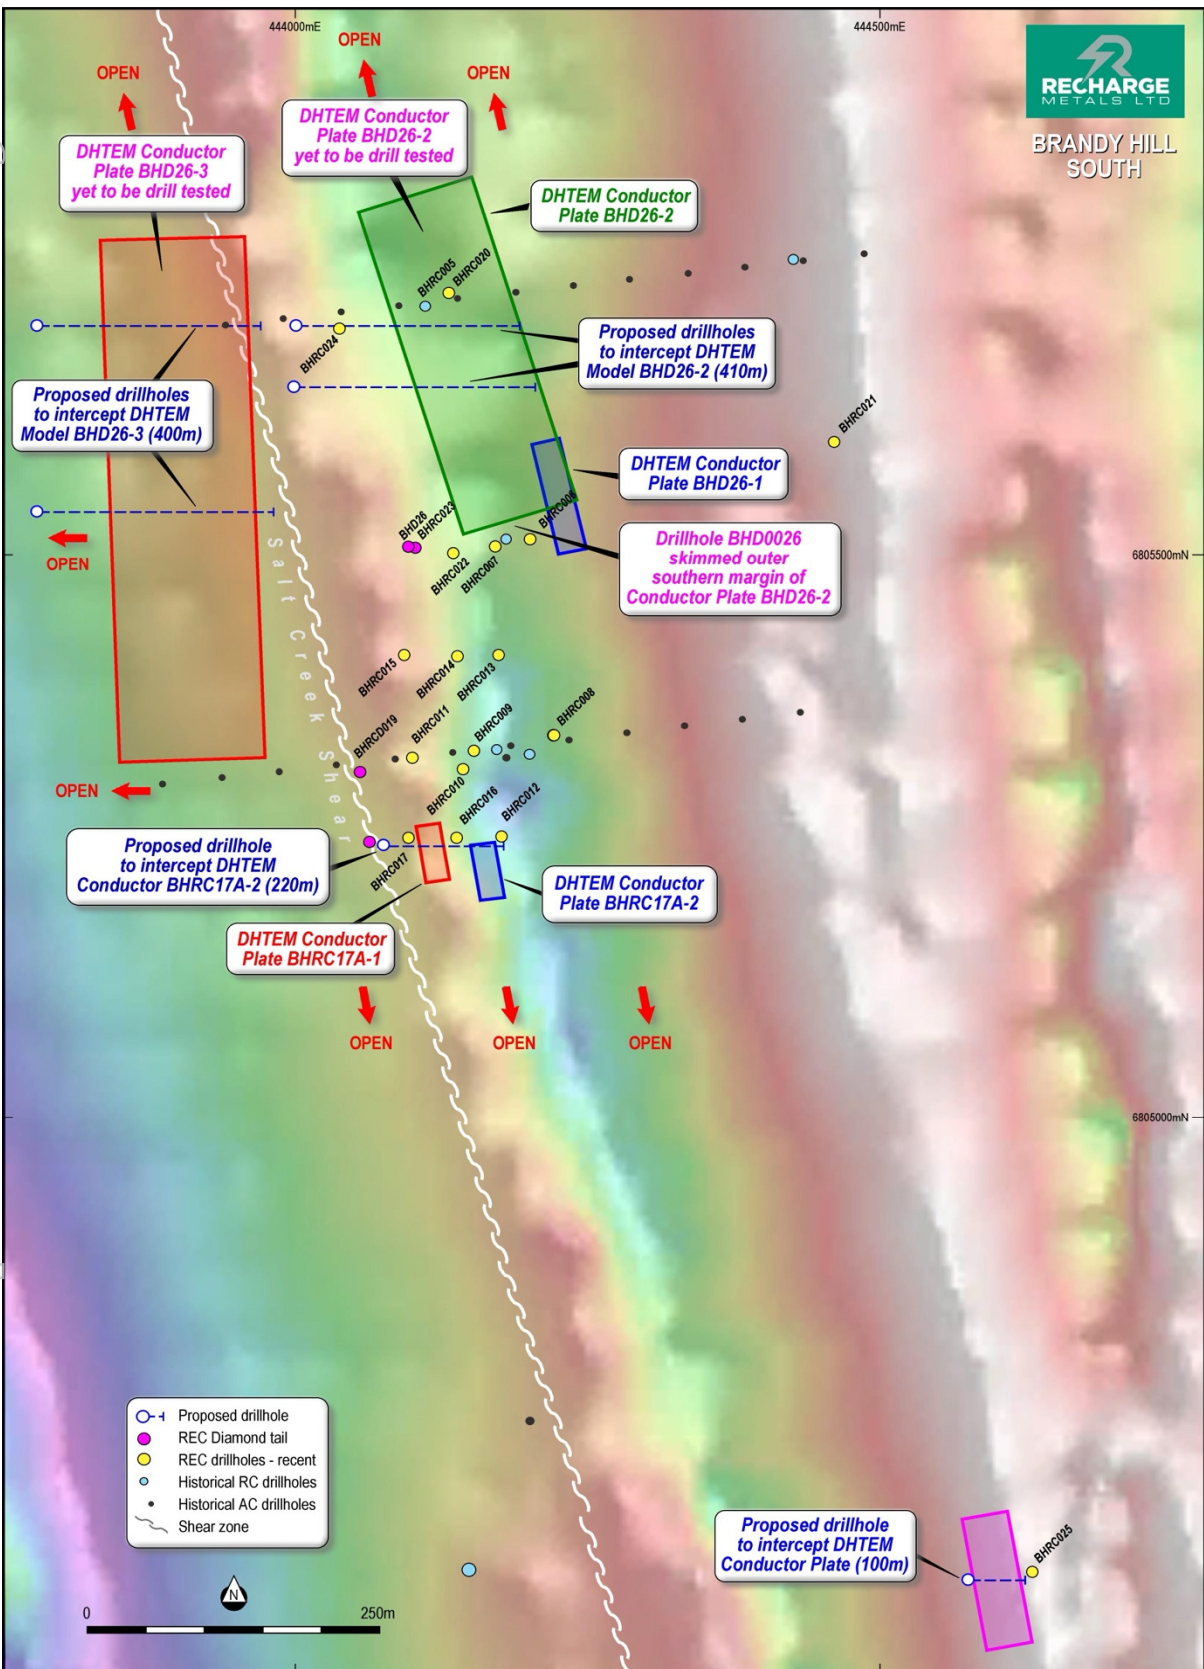 444000mE
444500mE
RECHARGE
METALS LTD
BRANDY HILL
SOUTH
OPEN
OPEN
OPEN
DHTEM Conductor
Plate BHD26-3
yet to be drill tested
DHTEM Conductor
Plate BHD26-2
yet to be drill tested
DHTEM Conductor
Plate BHD26-2
BHRC005
BHRC020
BHRC024
Proposed drillholes
to intercept DHTEM
Model BHD26-2 (410m)
Proposed drillholes
to intercept DHTEM
Model BHD26-3 (400m)
BHRC021
DHTEM Conductor
Plate BHD26-1
BHD26
BHRC023
BHRC006
BHRC022
BHRC007
OPEN
Drillhole BHD0026
skimmed outer
southern margin of
Conductor Plate BHD26-2
6805500mN
Salt Creek Shear
BHRC015
BHRC014
BHRC013
BHRCD019
BHRC011
BHRC009
BHRC008
OPEN
BHRC010
BHRC016
BHRC012
BHRC017
Proposed drillhole
to intercept DHTEM
Conductor BHRC17A-2 (220m)
DHTEM Conductor
Plate BHRC17A-2
DHTEM Conductor
Plate BHRC17A-1
OPEN
OPEN
OPEN
6805000mN
Proposed drillhole
REC Diamond tail
REC drillholes - recent
Historical RC drillholes
Historical AC drillholes
Shear zone
N
0
250m
Proposed drillhole
to intercept DHTEM
Conductor Plate (100m)
BHRC025